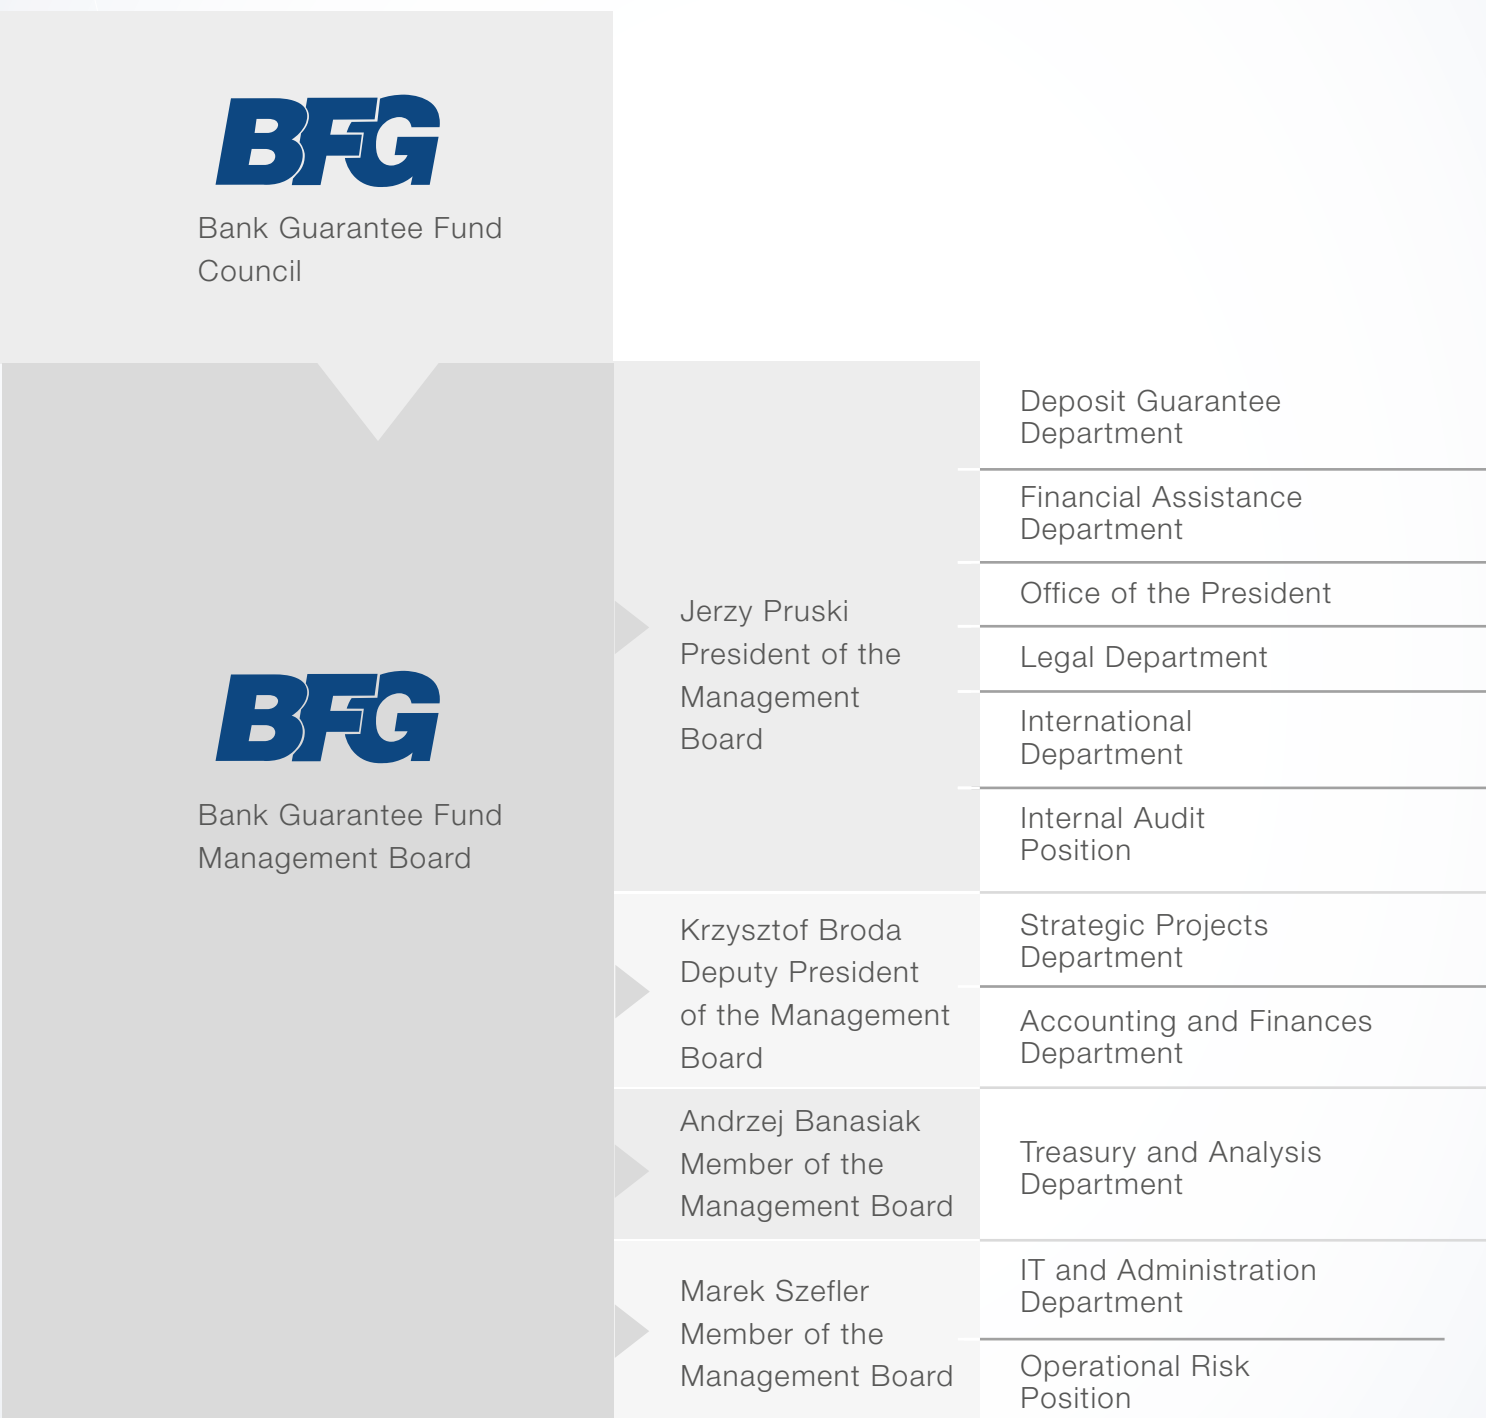 BFG
Bank Guarantee Fund
Council
BFG
Bank Guarantee Fund
Management Board
Jerzy Pruski
President of the
Management
Board
Deposit Guarantee
Department
Financial Assistance
Department
Office of the President
Legal Department
International
Department
Internal Audit
Position
Krzysztof Broda
Deputy President
of the Management
Board
Strategic Projects
Department
Accounting and Finances
Department
Andrzej Banasiak
Member of the
Management Board
Treasury and Analysis
Department
Marek Szefler
Member of the
Management Board
IT and Administration
Department
Operational Risk
Position